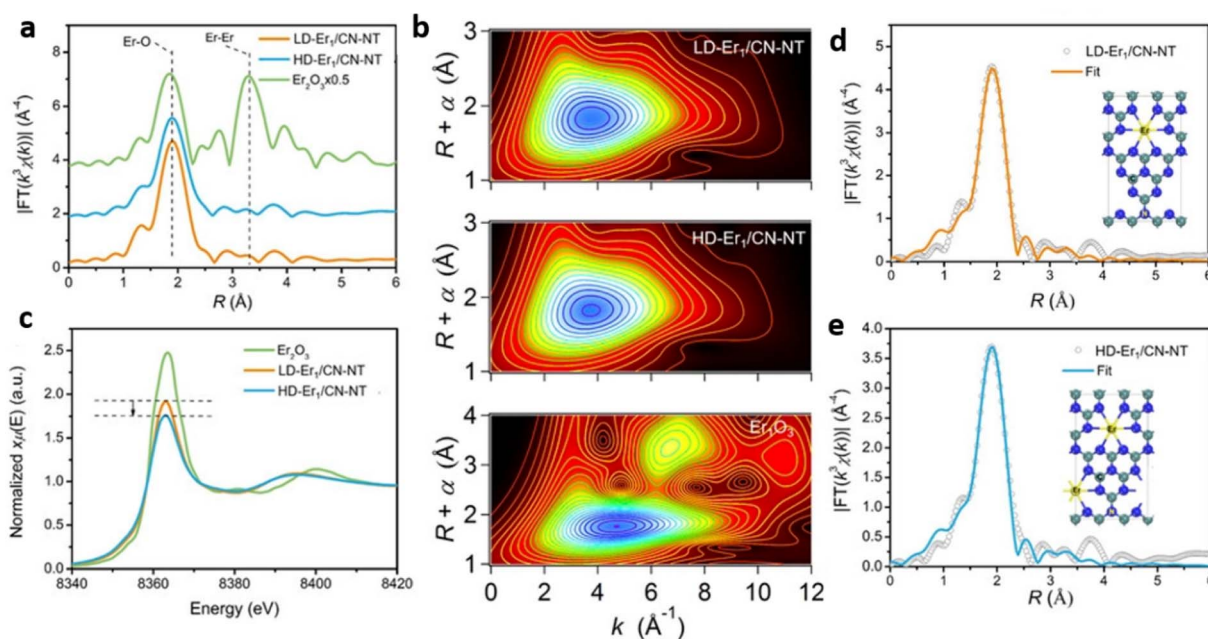 a
|FT(k³χ(k))| (Å⁻⁴)
8
6
4
2
0
Er-O
Er-Er
LD-Er₁/CN-NT
HD-Er₁/CN-NT
Er₂O₃x0.5
0 1 2 3 4 5 6
R (Å)
b
R + α (Å)
3
2
1
LD-Er₁/CN-NT
R + α (Å)
3
2
1
HD-Er₁/CN-NT
R + α (Å)
4
3
2
1
Er₁O₃
0 2 4 6 8 10 12
k (Å⁻¹)
c
Normalized xμ(E) (a.u.)
2.5
2.0
1.5
1.0
0.5
0.0
Er₂O₃
LD-Er₁/CN-NT
HD-Er₁/CN-NT
8340 8360 8380 8400 8420
Energy (eV)
d
|FT(k³χ(k))| (Å⁻⁴)
5
4
3
2
1
0
LD-Er₁/CN-NT
Fit
Er
C
N
0 1 2 3 4 5 6
R (Å)
e
|FT(k³χ(k))| (Å⁻⁴)
4.0
3.5
3.0
2.5
2.0
1.5
1.0
0.5
0.0
HD-Er₁/CN-NT
Fit
Er
C
Er
N
0 1 2 3 4 5 6
R (Å)